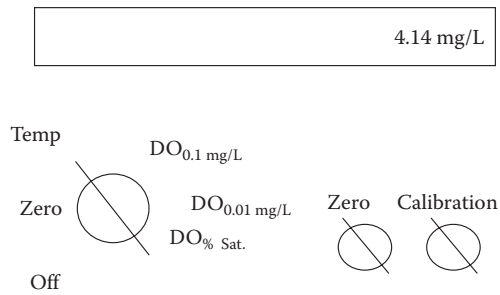 4.14 mg/L
Temp
DO0.1 mg/L
Zero
DO0.01 mg/L
Zero
Calibration
DO% Sat.
Off